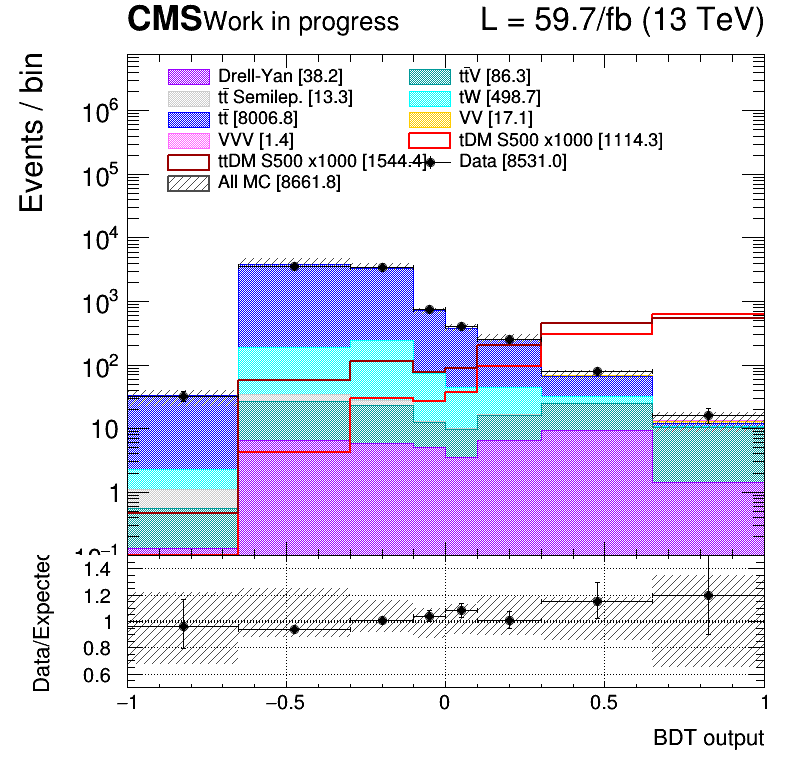 CMS Work in progress L = 59.7/fb (13 TeV)
Events / bin
Drell-Yan [38.2] tt̄V [86.3]
tt̄ Semilep. [13.3] tW [498.7]
tt̄ [8006.8] VV [17.1]
VVV [1.4] tDM S500 x1000 [1114.3]
ttDM S500 x1000 [1544.4] Data [8531.0]
All MC [8661.8]
10⁶
10⁵
10⁴
10³
10²
10
1
10⁻¹
Data/Expected
1.4
1.2
1
0.8
0.6
−1 −0.5 0 0.5 1
BDT output